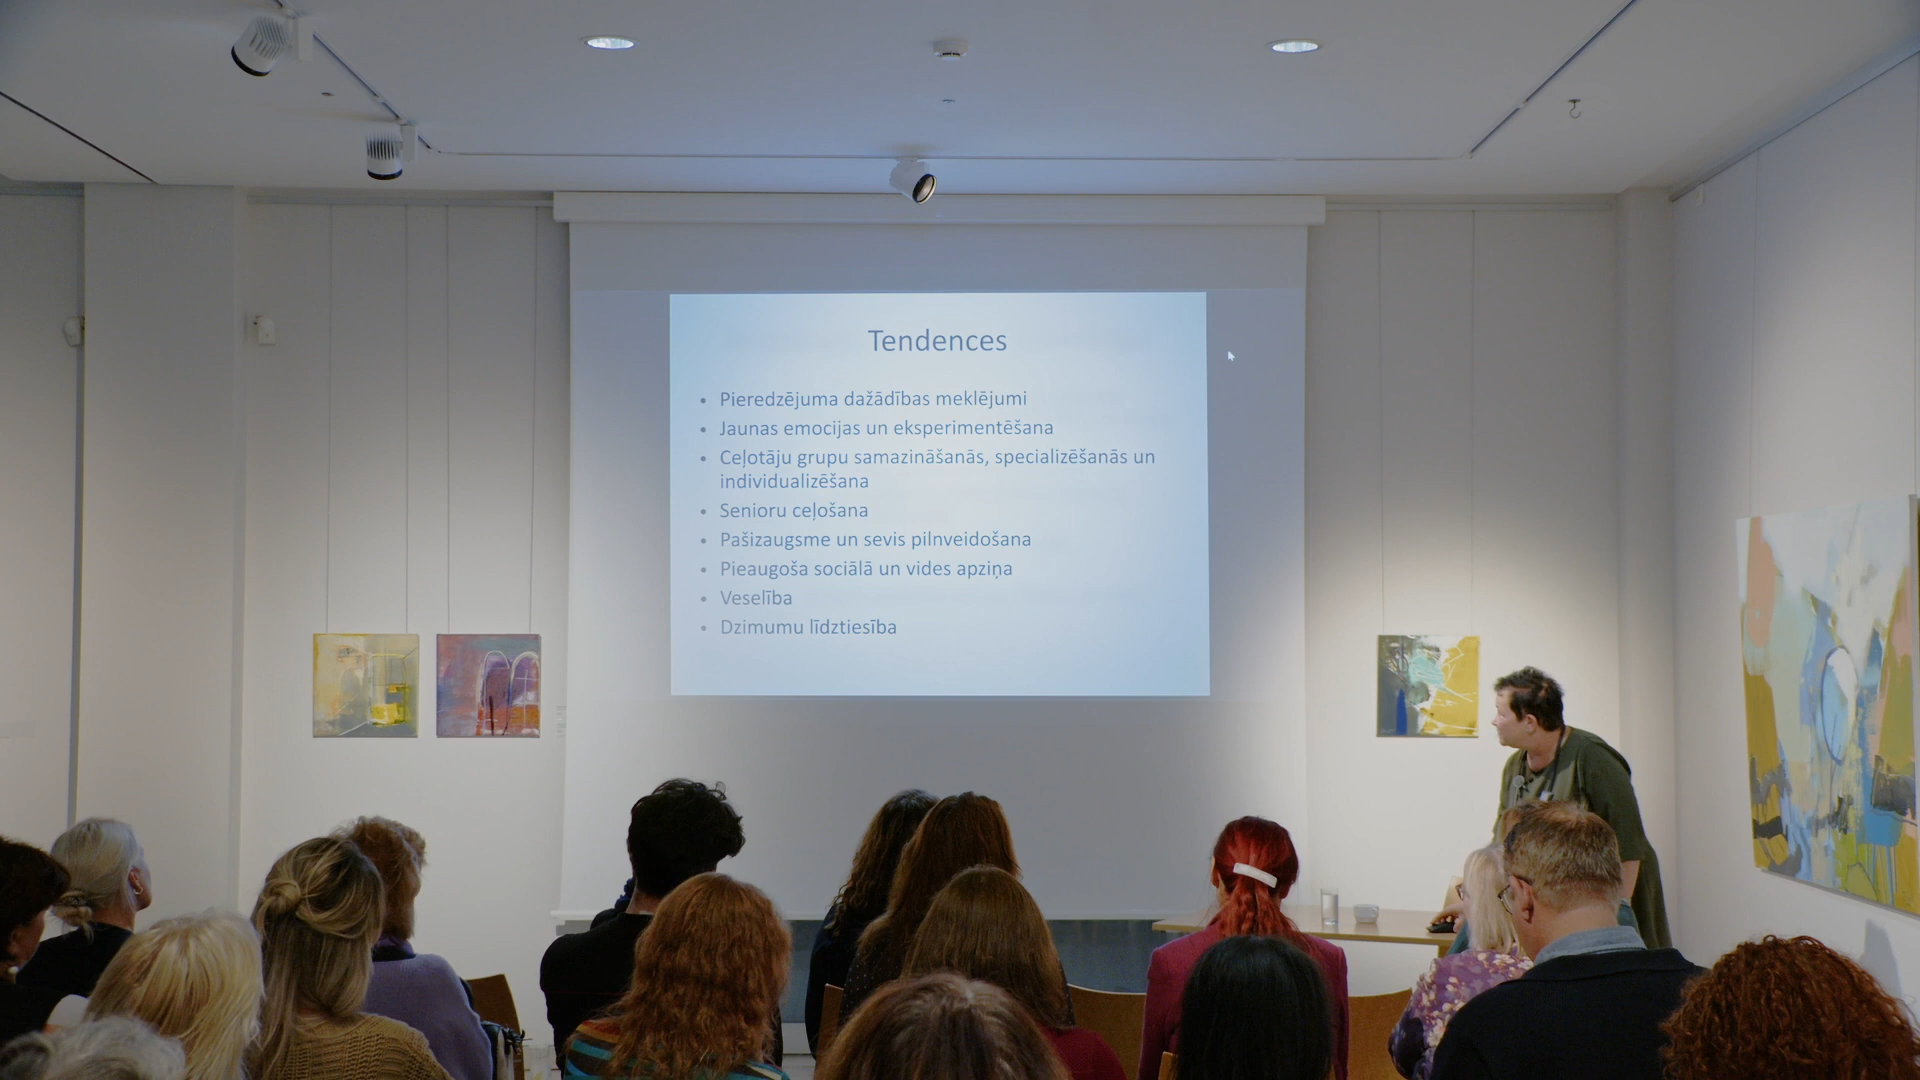 Tendences
• Pieredzējuma dažādības meklējumi
• Jaunas emocijas un eksperimentēšana
• Ceļotāju grupu samazināšanās, specializēšanās un
individualizēšana
• Senioru ceļošana
• Pašizaugsme un sevis pilnveidošana
• Pieaugoša sociālā un vides apziņa
• Veselība
• Dzimumu līdztiesība